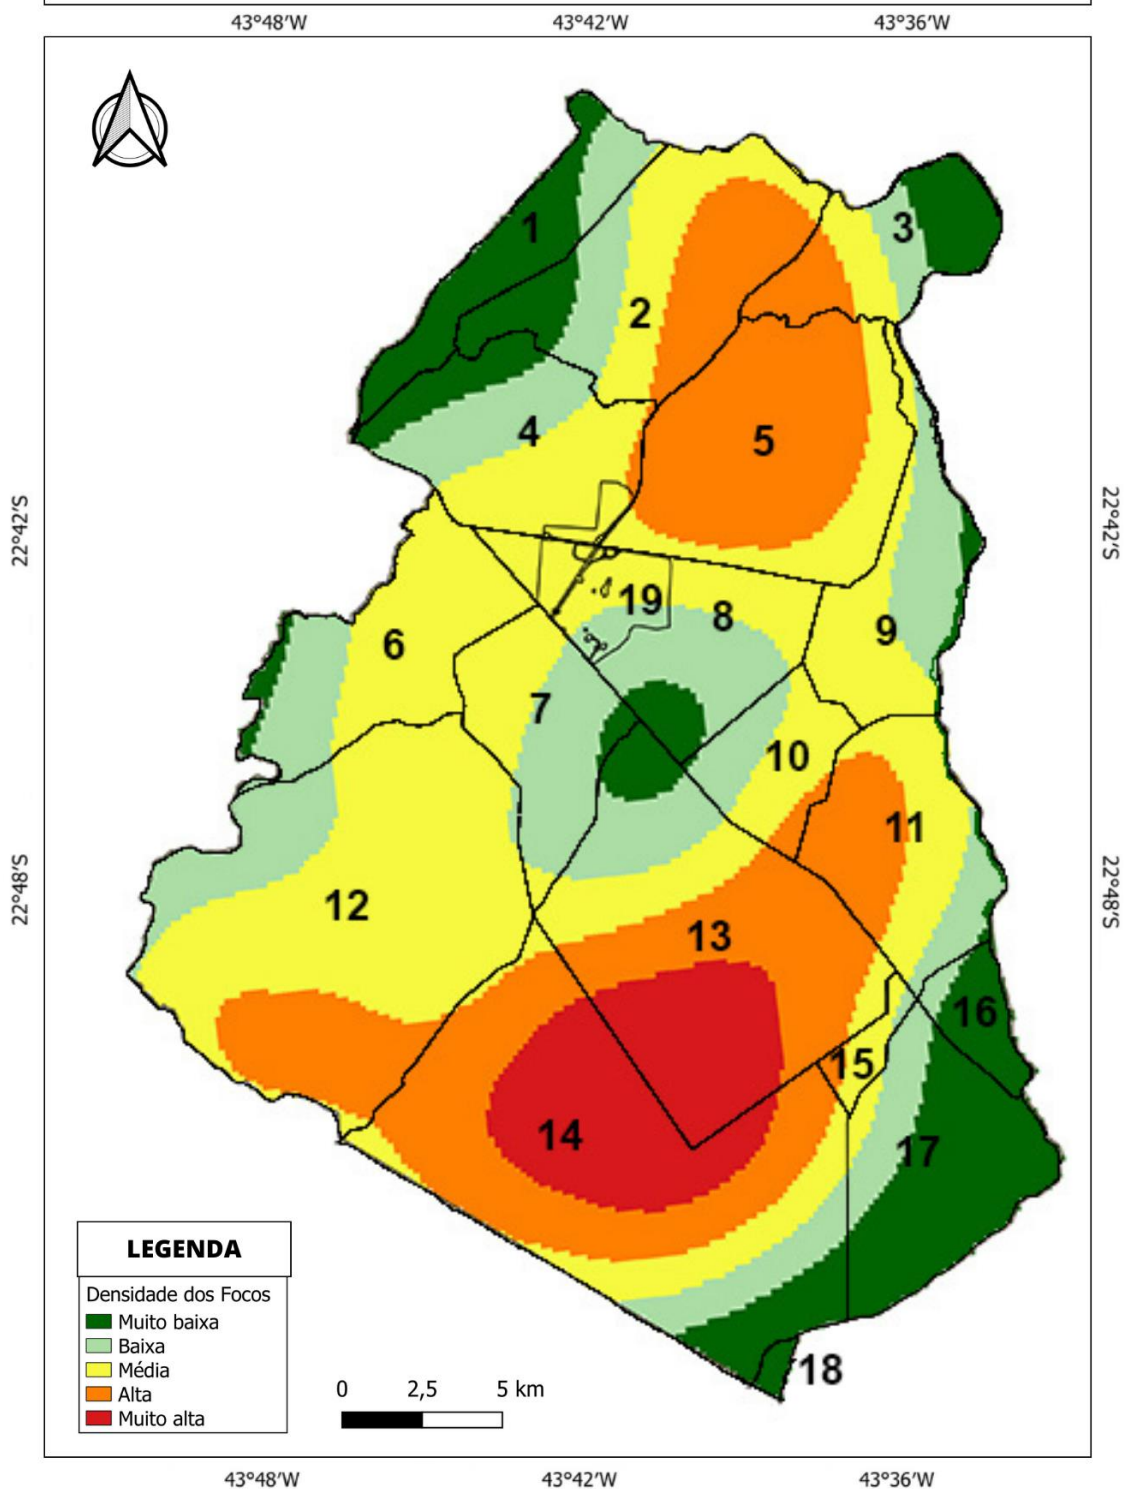 43°48'W 43°42'W 43°36'W
1
3
2
4
5
22°42'S 22°42'S
19
8
6
9
7
10
11
22°48'S 22°48'S
12
13
16
15
14
17
LEGENDA
Densidade dos Focos
Muito baixa
Baixa
Média
Alta
Muito alta
0 2,5 5 km
18
43°48'W 43°42'W 43°36'W